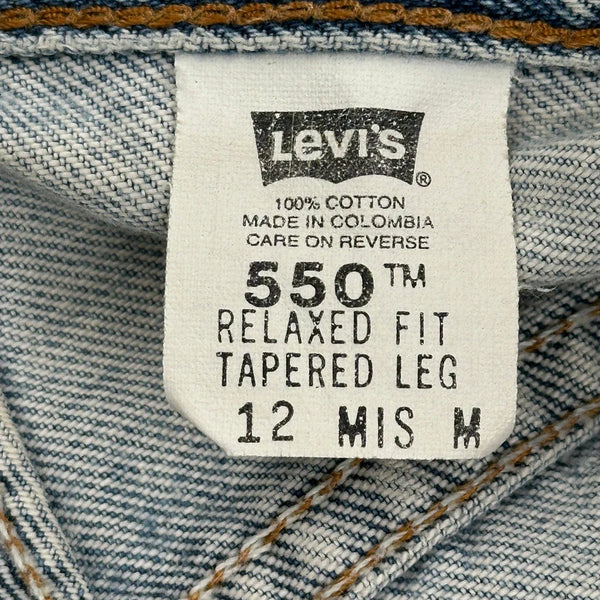 Levi's ®
100% COTTON
MADE IN COLOMBIA
CARE ON REVERSE
550™
RELAXED FIT
TAPERED LEG
12 MIS M